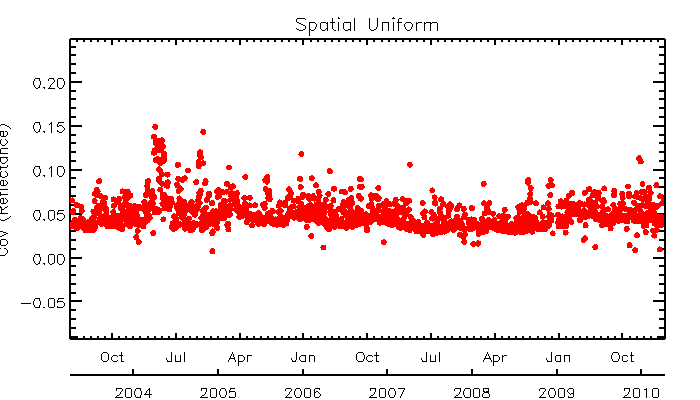 Spatial Uniform
CoV (Reflectance)
0.20
0.15
0.10
0.05
0.00
−0.05
Oct Jul Apr Jan Oct Jul Apr Jan Oct
2004 2005 2006 2007 2008 2009 2010